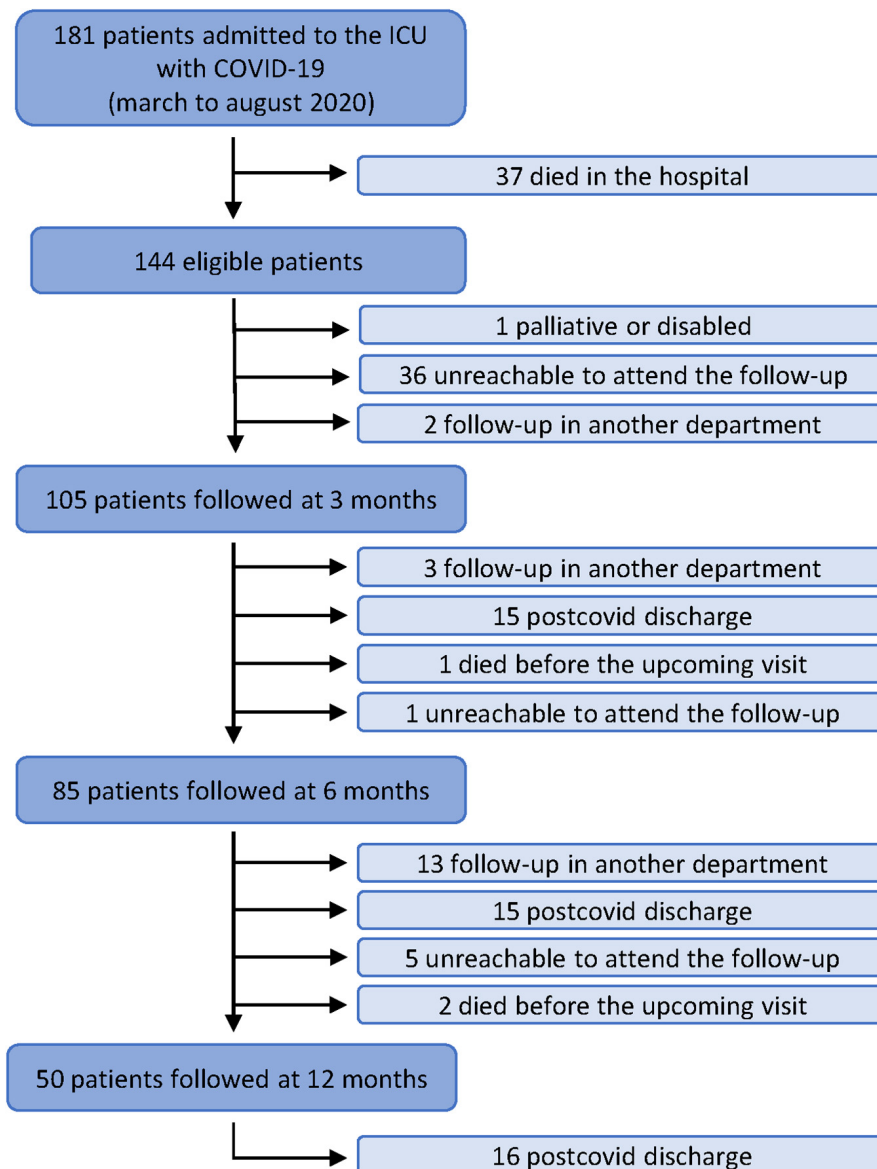 181 patients admitted to the ICU
with COVID-19
(march to august 2020)
37 died in the hospital
144 eligible patients
1 palliative or disabled
36 unreachable to attend the follow-up
2 follow-up in another department
105 patients followed at 3 months
3 follow-up in another department
15 postcovid discharge
1 died before the upcoming visit
1 unreachable to attend the follow-up
85 patients followed at 6 months
13 follow-up in another department
15 postcovid discharge
5 unreachable to attend the follow-up
2 died before the upcoming visit
50 patients followed at 12 months
16 postcovid discharge